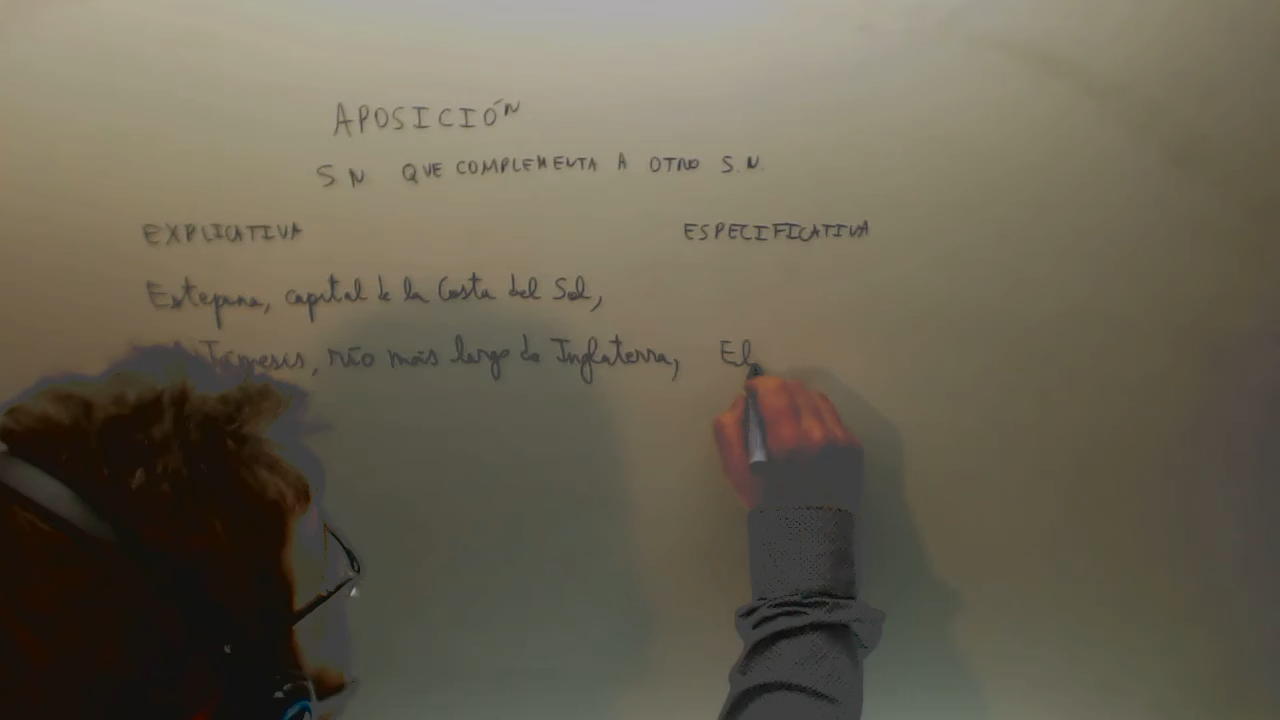 APOSICIÓN
SN QUE COMPLEMENTA A OTRO S.N.
EXPLICATIVA
ESPECIFICATIVA
Estepona, capital de la Costa del Sol,
Támesis, río más largo de Inglaterra,
El